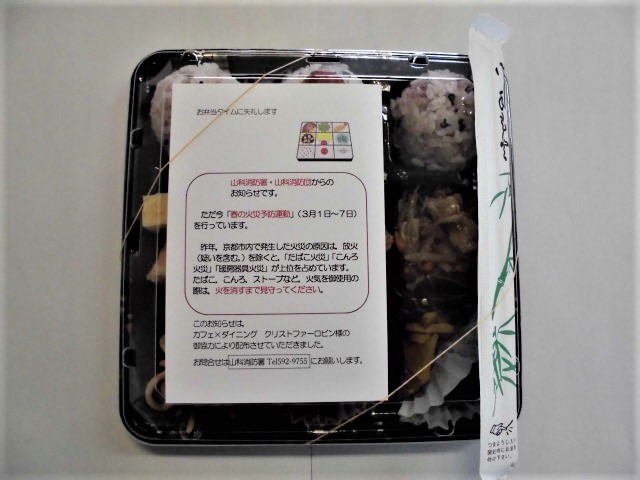 お弁当タイムに失礼します
山科消防署・山科消防団からの
お知らせです。
ただ今「春の火災予防運動」（３月１日～７日）
を行っています。
昨年、京都市内で発生した火災の原因は、放火
（疑いを含む。）を除くと、「たばこ火災」「こんろ
火災」「暖房器具火災」が上位を占めています。
たばこ、こんろ、ストーブなど、火気を御使用の
際は、火を消すまで見守ってください。
このお知らせは、
カフェ×ダイニング　クリストファーロビン様の
御協力により配布させていただきました。
お問合せは山科消防署 Tel592-9755にお願いします。
つまようじ入り